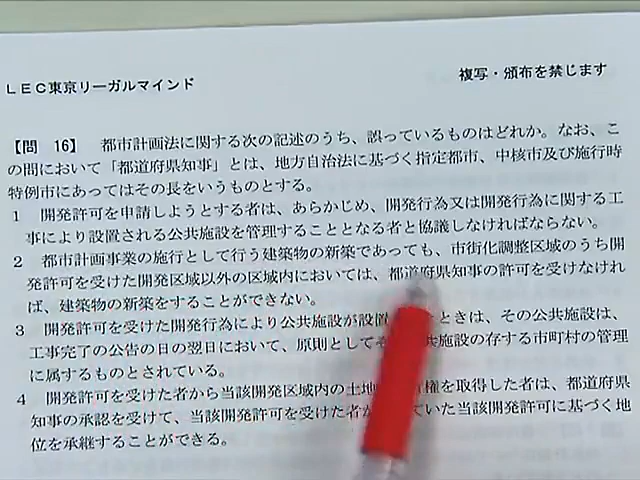 LEC東京リーガルマインド
複写・頒布を禁じます
【問 16】 都市計画法に関する次の記述のうち、誤っているものはどれか。なお、こ
の問において「都道府県知事」とは、地方自治法に基づく指定都市、中核市及び施行時
特例市にあってはその長をいうものとする。
1 開発許可を申請しようとする者は、あらかじめ、開発行為又は開発行為に関する工
事により設置される公共施設を管理することとなる者と協議しなければならない。
2 都市計画事業の施行として行う建築物の新築であっても、市街化調整区域のうち開
発許可を受けた開発区域以外の区域内においては、都道府県知事の許可を受けなけれ
ば、建築物の新築をすることができない。
3 開発許可を受けた開発行為により公共施設が設置 ときは、その公共施設は、
工事完了の公告の日の翌日において、原則としてそ 共施設の存する市町村の管理
に属するものとされている。
4 開発許可を受けた者から当該開発区域内の土地 権を取得した者は、都道府県
知事の承認を受けて、当該開発許可を受けた者が ていた当該開発許可に基づく地
位を承継することができる。